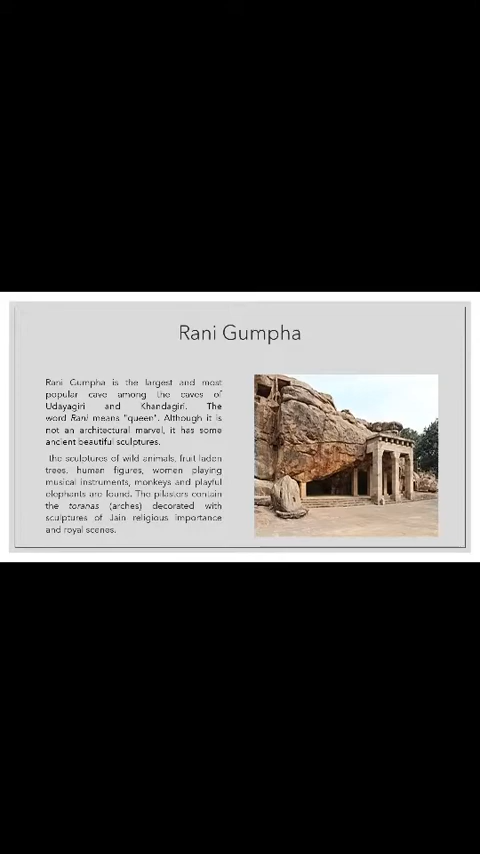 Rani Gumpha
Rani Gumpha is the largest and most
popular cave among the caves of
Udayagiri and Khandagiri. The
word Rani means "queen". Although it is
not an architectural marvel, it has some
ancient beautiful sculptures.
the sculptures of wild animals, fruit laden
trees, human figures, women playing
musical instruments, monkeys and playful
elephants are found. The pilasters contain
the toranas (arches) decorated with
sculptures of Jain religious importance
and royal scenes.